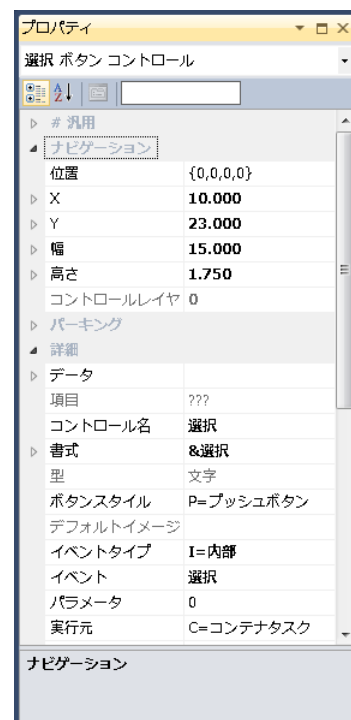 プロパティ
選択 ボタン コントロール
# 汎用
ナビゲーション
位置 {0,0,0,0}
X 10.000
Y 23.000
幅 15.000
高さ 1.750
コントロールレイヤ 0
パーキング
詳細
データ
項目 ???
コントロール名 選択
書式 &選択
型 文字
ボタンスタイル P=プッシュボタン
デフォルトイメージ
イベントタイプ I=内部
イベント 選択
パラメータ 0
実行元 C=コンテナタスク
ナビゲーション